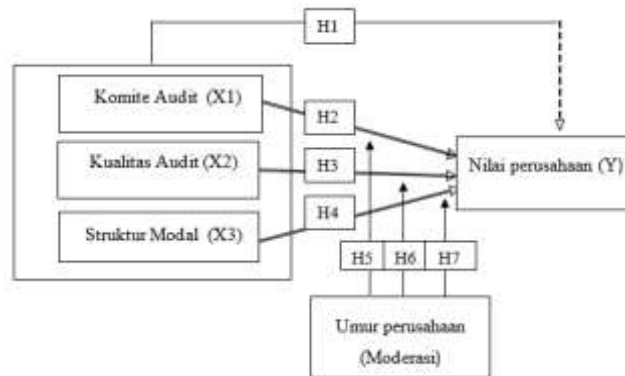 H1
Komite Audit (X1)
H2
Kualitas Audit (X2)
H3
Nilai perusahaan (Y)
Struktur Modal (X3)
H4
H5 H6 H7
Umur perusahaan
(Moderasi)